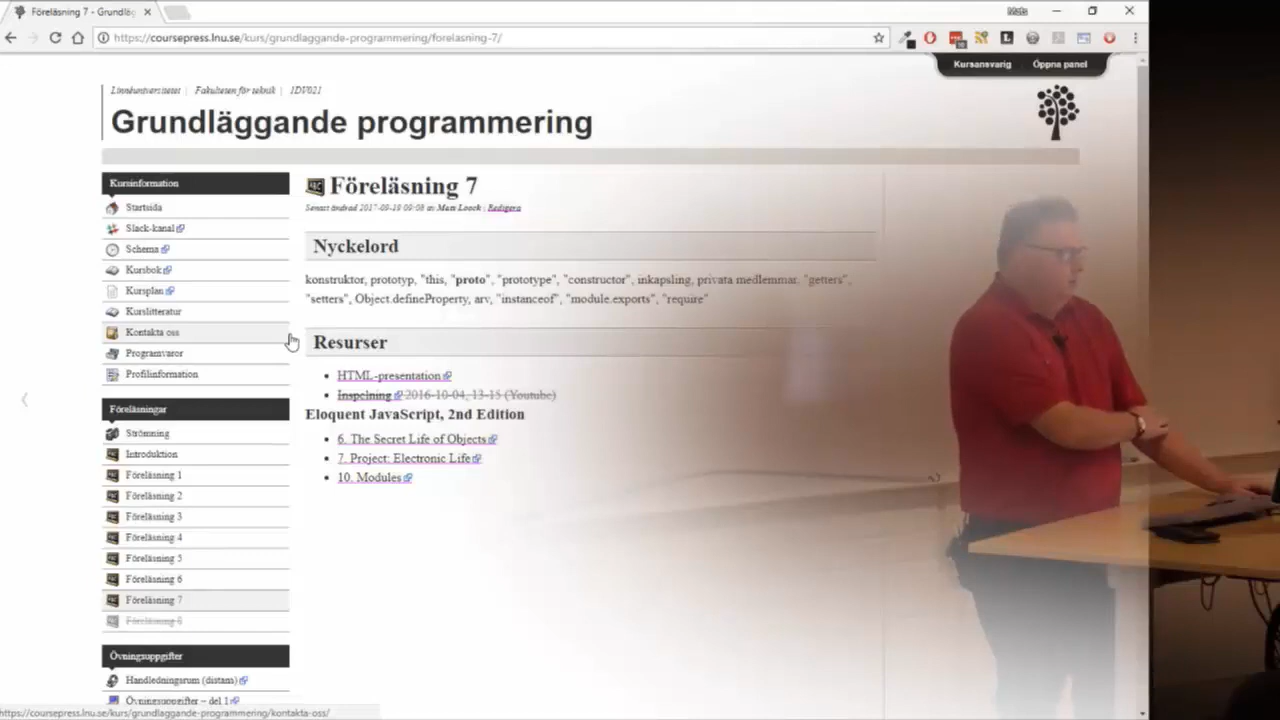 Föreläsning 7 - Grundläg
Mats
https://coursepress.lnu.se/kurs/grundlaggande-programmering/forelasning-7/
Kursansvarig Öppna panel
Linnéuniversitetet | Fakulteten för teknik | 1DV021
Grundläggande programmering
Kursinformation
Startsida
Slack-kanal
Schema
Kursbok
Kursplan
Kurslitteratur
Kontakta oss
Programvaror
Profilinformation
Föreläsningar
Strömning
Introduktion
Föreläsning 1
Föreläsning 2
Föreläsning 3
Föreläsning 4
Föreläsning 5
Föreläsning 6
Föreläsning 7
Föreläsning 8
Övningsuppgifter
Handledningsrum (distans)
Övningsuppgifter – del 1
Föreläsning 7
Senast ändrad 2017-09-19 09:08 av Mats Loock | Redigera
Nyckelord
konstruktor, prototyp, "this, "proto", "prototype", "constructor", inkapsling, privata medlemmar, "getters",
"setters", Object.defineProperty, arv, "instanceof", "module.exports", "require"
Resurser
HTML-presentation
Inspelning 2016-10-04, 13-15 (Youtube)
Eloquent JavaScript, 2nd Edition
6. The Secret Life of Objects
7. Project: Electronic Life
10. Modules
https://coursepress.lnu.se/kurs/grundlaggande-programmering/kontakta-oss/